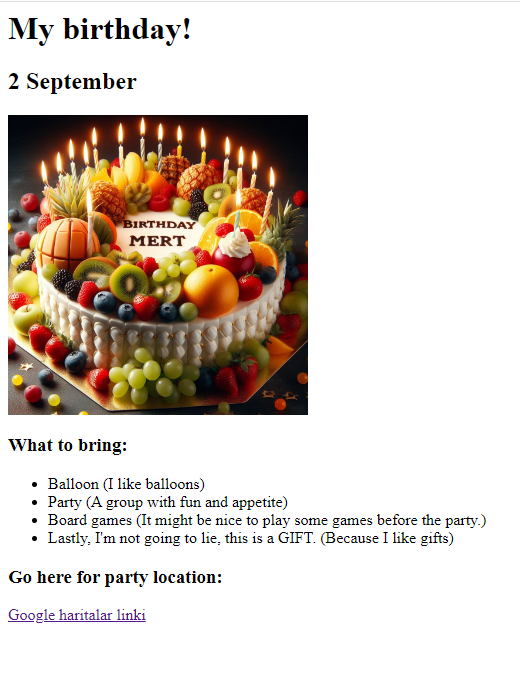 My birthday!
2 September
BIRTHDAY
MERT
What to bring:
Balloon (I like balloons)
Party (A group with fun and appetite)
Board games (It might be nice to play some games before the party.)
Lastly, I'm not going to lie, this is a GIFT. (Because I like gifts)
Go here for party location:
Google haritalar linki